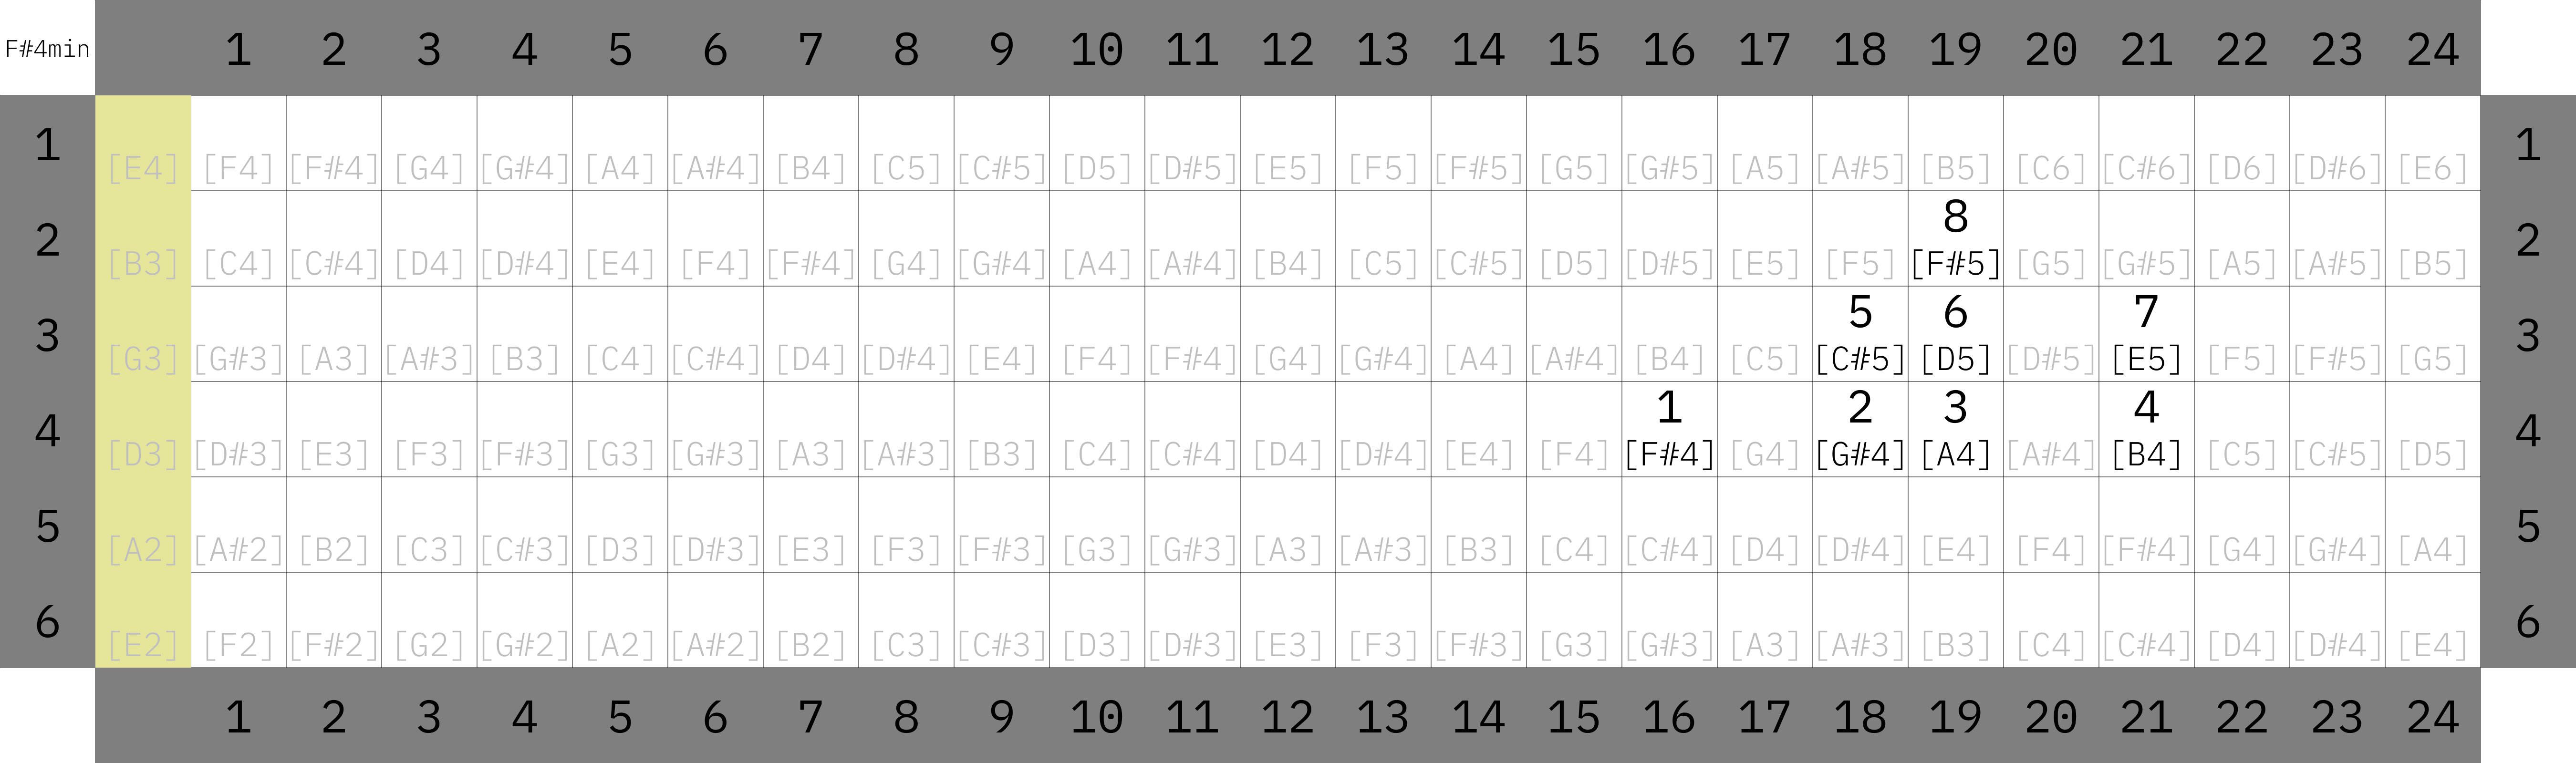 F#4min 1 2 3 4 5 6 7 8 9 10 11 12 13 14 15 16 17 18 19 20 21 22 23 24
1 [E4] [F4] [F#4] [G4] [G#4] [A4] [A#4] [B4] [C5] [C#5] [D5] [D#5] [E5] [F5] [F#5] [G5] [G#5] [A5] [A#5] [B5] [C6] [C#6] [D6] [D#6] [E6] 1
8
2 [B3] [C4] [C#4] [D4] [D#4] [E4] [F4] [F#4] [G4] [G#4] [A4] [A#4] [B4] [C5] [C#5] [D5] [D#5] [E5] [F5] [F#5] [G5] [G#5] [A5] [A#5] [B5] 2
5 6 7
3 [G3] [G#3] [A3] [A#3] [B3] [C4] [C#4] [D4] [D#4] [E4] [F4] [F#4] [G4] [G#4] [A4] [A#4] [B4] [C5] [C#5] [D5] [D#5] [E5] [F5] [F#5] [G5] 3
1 2 3 4
4 [D3] [D#3] [E3] [F3] [F#3] [G3] [G#3] [A3] [A#3] [B3] [C4] [C#4] [D4] [D#4] [E4] [F4] [F#4] [G4] [G#4] [A4] [A#4] [B4] [C5] [C#5] [D5] 4
5 [A2] [A#2] [B2] [C3] [C#3] [D3] [D#3] [E3] [F3] [F#3] [G3] [G#3] [A3] [A#3] [B3] [C4] [C#4] [D4] [D#4] [E4] [F4] [F#4] [G4] [G#4] [A4] 5
6 [E2] [F2] [F#2] [G2] [G#2] [A2] [A#2] [B2] [C3] [C#3] [D3] [D#3] [E3] [F3] [F#3] [G3] [G#3] [A3] [A#3] [B3] [C4] [C#4] [D4] [D#4] [E4] 6
1 2 3 4 5 6 7 8 9 10 11 12 13 14 15 16 17 18 19 20 21 22 23 24